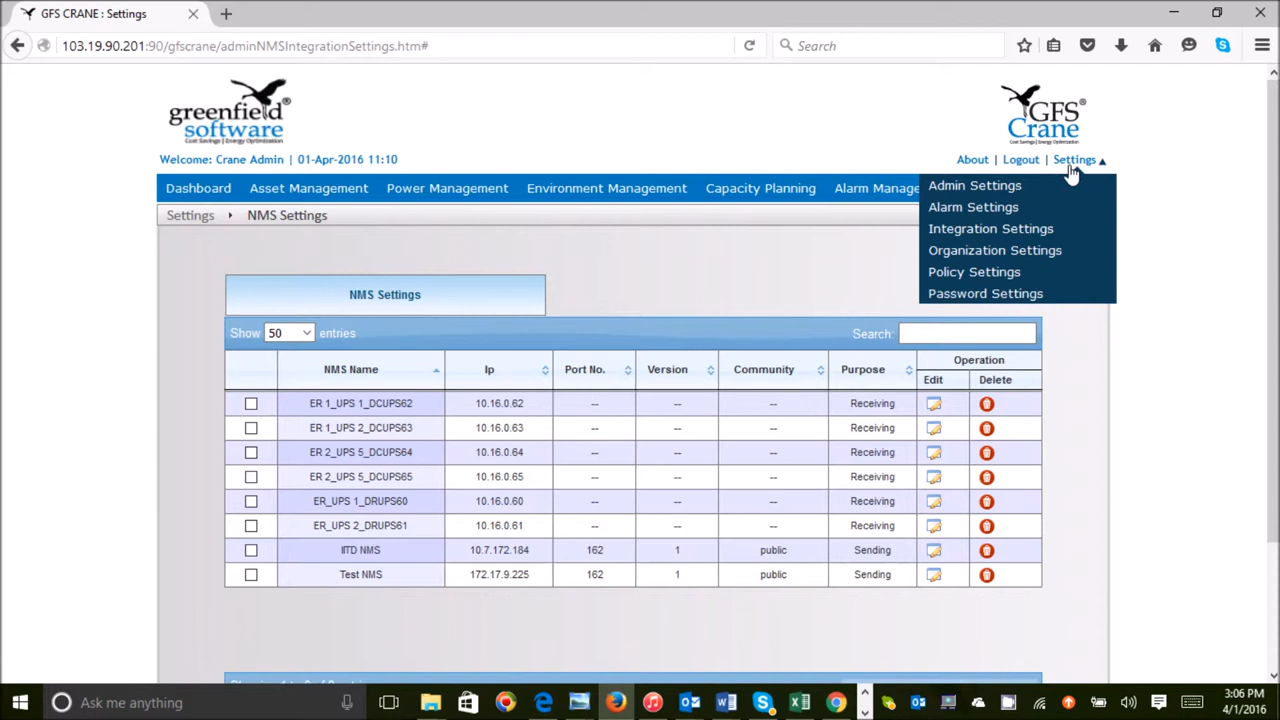 GFS CRANE : Settings
103.19.90.201:90/gfscrane/adminNMSIntegrationSettings.htm#
Search
greenfield
software
Cost Savings | Energy Optimization
GFS
Crane
Cost Savings | Energy Optimization
Welcome: Crane Admin | 01-Apr-2016 11:10
About | Logout | Settings
Dashboard Asset Management Power Management Environment Management Capacity Planning Alarm Manage
Admin Settings
Alarm Settings
Integration Settings
Organization Settings
Policy Settings
Password Settings
Settings NMS Settings
NMS Settings
Show 50 entries Search:
NMS Name Ip Port No. Version Community Purpose Operation
Edit Delete
ER 1_UPS 1_DCUPS62 10.16.0.62 -- -- -- Receiving
ER 1_UPS 2_DCUPS63 10.16.0.63 -- -- -- Receiving
ER 2_UPS 5_DCUPS64 10.16.0.64 -- -- -- Receiving
ER 2_UPS 5_DCUPS65 10.16.0.65 -- -- -- Receiving
ER_UPS 1_DRUPS60 10.16.0.60 -- -- -- Receiving
ER_UPS 2_DRUPS61 10.16.0.61 -- -- -- Receiving
IITD NMS 10.7.172.184 162 1 public Sending
Test NMS 172.17.9.225 162 1 public Sending
Ask me anything
3:06 PM
4/1/2016